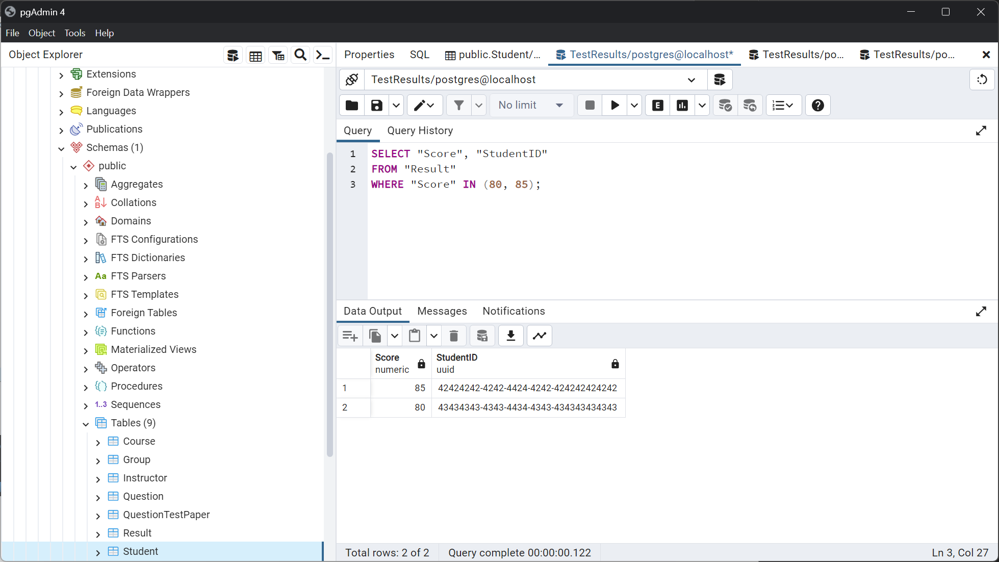 pgAdmin 4
File Object Tools Help
Object Explorer
Extensions
Foreign Data Wrappers
Languages
Publications
Schemas (1)
public
Aggregates
Collations
Domains
FTS Configurations
FTS Dictionaries
Aa FTS Parsers
FTS Templates
Foreign Tables
Functions
Materialized Views
Operators
Procedures
1..3 Sequences
Tables (9)
Course
Group
Instructor
Question
QuestionTestPaper
Result
Student
Properties SQL public.Student/... TestResults/postgres@localhost* TestResults/po... TestResults/po...
TestResults/postgres@localhost
No limit E
Query Query History
1 SELECT "Score", "StudentID"
2 FROM "Result"
3 WHERE "Score" IN (80, 85);
Data Output Messages Notifications
Score StudentID
numeric uuid
1 85 42424242-4242-4424-4242-424242424242
2 80 43434343-4343-4434-4343-434343434343
Total rows: 2 of 2 Query complete 00:00:00.122 Ln 3, Col 27